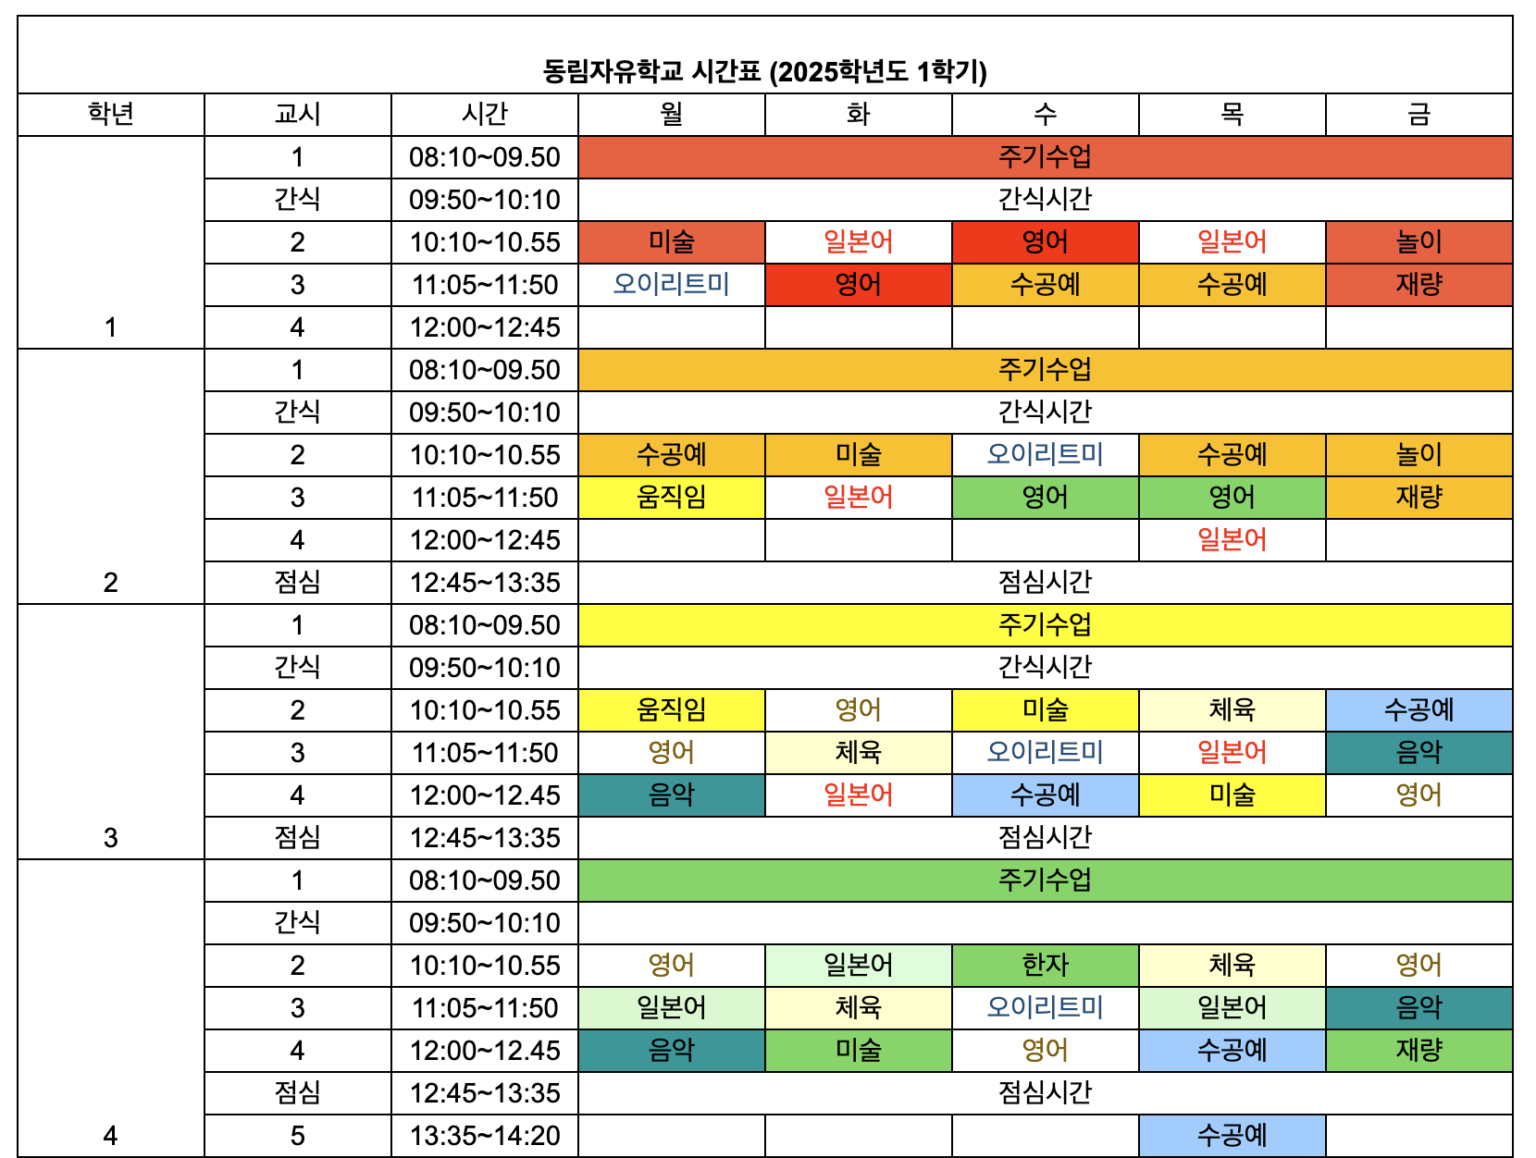 동림자유학교 시간표 (2025학년도 1학기)
학년 교시 시간 월 화 수 목 금
1 08:10~09.50 주기수업
간식 09:50~10:10 간식시간
2 10:10~10.55 미술 일본어 영어 일본어 놀이
3 11:05~11:50 오이리트미 영어 수공예 수공예 재량
1 4 12:00~12:45
1 08:10~09.50 주기수업
간식 09:50~10:10 간식시간
2 10:10~10.55 수공예 미술 오이리트미 수공예 놀이
3 11:05~11:50 움직임 일본어 영어 영어 재량
4 12:00~12:45 일본어
2 점심 12:45~13:35 점심시간
1 08:10~09.50 주기수업
간식 09:50~10:10 간식시간
2 10:10~10.55 움직임 영어 미술 체육 수공예
3 11:05~11:50 영어 체육 오이리트미 일본어 음악
4 12:00~12.45 음악 일본어 수공예 미술 영어
3 점심 12:45~13:35 점심시간
1 08:10~09.50 주기수업
간식 09:50~10:10
2 10:10~10.55 영어 일본어 한자 체육 영어
3 11:05~11:50 일본어 체육 오이리트미 일본어 음악
4 12:00~12.45 음악 미술 영어 수공예 재량
점심 12:45~13:35 점심시간
4 5 13:35~14:20 수공예